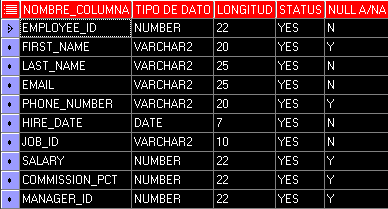 NOMBRE_COLUMNA TIPO DE DATO LONGITUD STATUS NULL A/NA
EMPLOYEE_ID NUMBER 22 YES N
FIRST_NAME VARCHAR2 20 YES Y
LAST_NAME VARCHAR2 25 YES N
EMAIL VARCHAR2 25 YES N
PHONE_NUMBER VARCHAR2 20 YES Y
HIRE_DATE DATE 7 YES N
JOB_ID VARCHAR2 10 YES N
SALARY NUMBER 22 YES Y
COMMISSION_PCT NUMBER 22 YES Y
MANAGER_ID NUMBER 22 YES Y